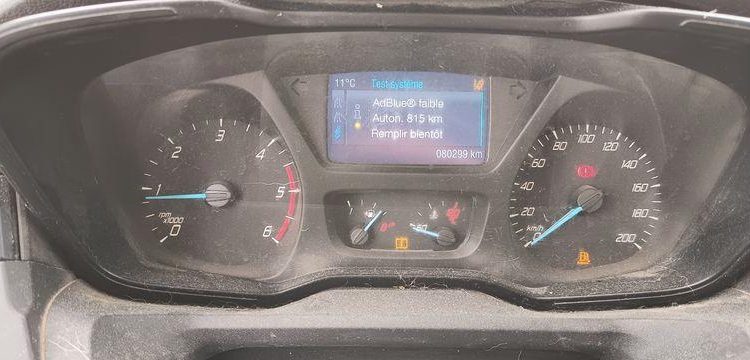 11°C Test système
AdBlue® faible
Auton. 815 km
Remplir bientôt
080299 km
0 1 2 3 4 5 6
rpm
x1000
0 20 40 60 80 100 120 140 160 180 200
km/h